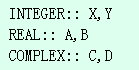 INTEGER:: X,Y
REAL:: A,B
COMPLEX:: C,D